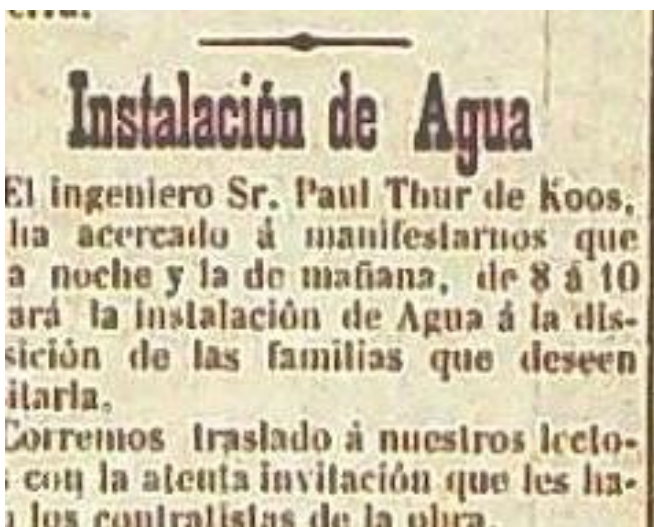 Instalación de Agua
El ingeniero Sr. Paul Thur de Koos,
ha acercado á manifestarnos que
a noche y la de mañana, de 8 á 10
ará la instalación de Agua á la dis-
sición de las familias que deseen
itarla.
Corremos traslado á nuestros lecto-
s con la atenta invitación que les ha-
n los contratistas de la obra.